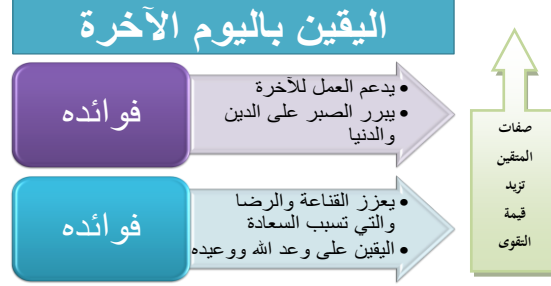 اليقين باليوم الآخرة
فوائده
• يدعم العمل للآخرة
• يبرر الصبر على الدين
والدنيا
فوائده
• يعزز القناعة والرضا
والتي تسبب السعادة
• اليقين على وعد الله ووعيده
صفات
المتقين
تزيد
قيمة
التقوى